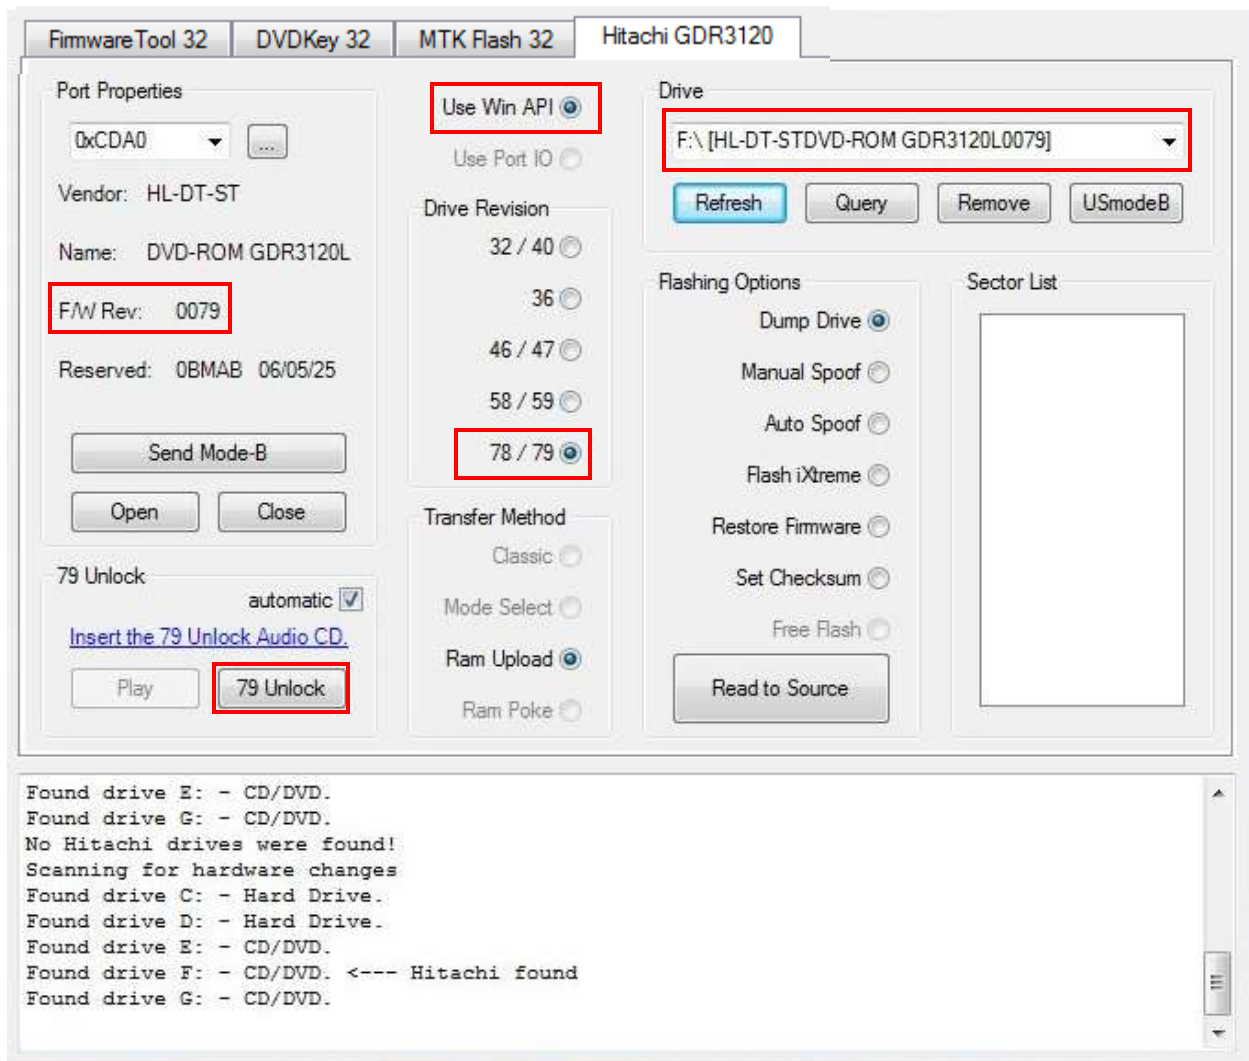 FirmwareTool 32
DVDKey 32
MTK Flash 32
Hitachi GDR3120
Port Properties
0xCDA0
...
Vendor: HL-DT-ST
Name: DVD-ROM GDR3120L
F/W Rev: 0079
Reserved: 0BMAB 06/05/25
Send Mode-B
Open
Close
79 Unlock
automatic
Insert the 79 Unlock Audio CD.
Play
79 Unlock
Use Win API
Use Port IO
Drive Revision
32 / 40
36
46 / 47
58 / 59
78 / 79
Transfer Method
Classic
Mode Select
Ram Upload
Ram Poke
Drive
F:\ [HL-DT-STDVD-ROM GDR3120L0079]
Refresh
Query
Remove
USmodeB
Flashing Options
Dump Drive
Manual Spoof
Auto Spoof
Flash iXtreme
Restore Firmware
Set Checksum
Free Flash
Read to Source
Sector List
Found drive E: - CD/DVD.
Found drive G: - CD/DVD.
No Hitachi drives were found!
Scanning for hardware changes
Found drive C: - Hard Drive.
Found drive D: - Hard Drive.
Found drive E: - CD/DVD.
Found drive F: - CD/DVD. <--- Hitachi found
Found drive G: - CD/DVD.